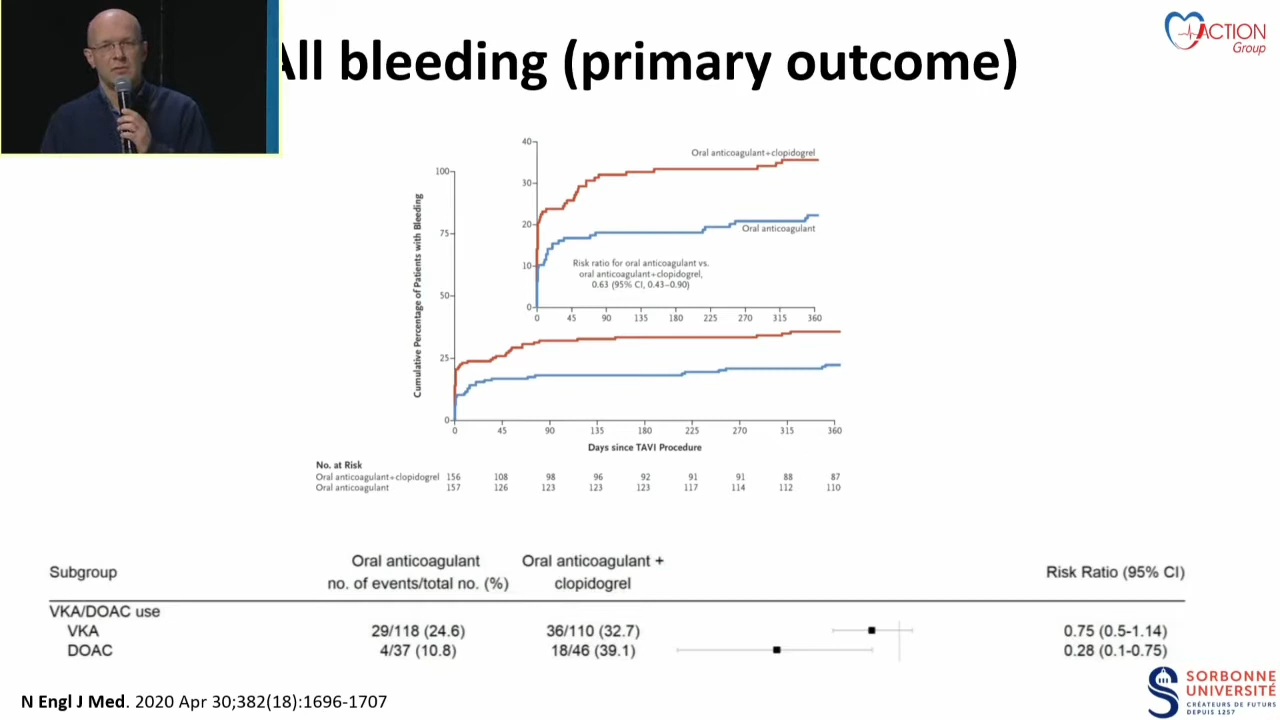 All bleeding (primary outcome)
ACTION
Group
Oral anticoagulant+clopidogrel
Oral anticoagulant
Risk ratio for oral anticoagulant vs.
oral anticoagulant+clopidogrel,
0.63 (95% CI, 0.43–0.90)
40
30
20
10
0
0 45 90 135 180 225 270 315 360
Cumulative Percentage of Patients with Bleeding
100
75
50
25
0
0 45 90 135 180 225 270 315 360
Days since TAVI Procedure
No. at Risk
Oral anticoagulant+clopidogrel 156 108 98 96 92 91 91 88 87
Oral anticoagulant 157 126 123 123 123 117 114 112 110
Subgroup
Oral anticoagulant
no. of events/total no. (%)
Oral anticoagulant +
clopidogrel
Risk Ratio (95% CI)
VKA/DOAC use
VKA 29/118 (24.6) 36/110 (32.7) 0.75 (0.5-1.14)
DOAC 4/37 (10.8) 18/46 (39.1) 0.28 (0.1-0.75)
N Engl J Med. 2020 Apr 30;382(18):1696-1707
SORBONNE
UNIVERSITÉ
CRÉATEURS DE FUTURS
DEPUIS 1257